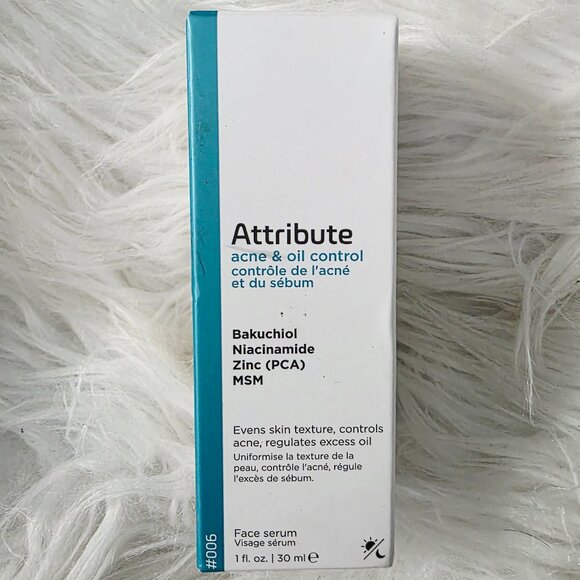 Attribute
acne & oil control
contrôle de l'acné
et du sébum
Bakuchiol
Niacinamide
Zinc (PCA)
MSM
Evens skin texture, controls
acne, regulates excess oil
Uniformise la texture de la
peau, contrôle l'acné, régule
l'excès de sébum.
Face serum
Visage sérum
1 fl. oz. | 30 ml ℮
#006